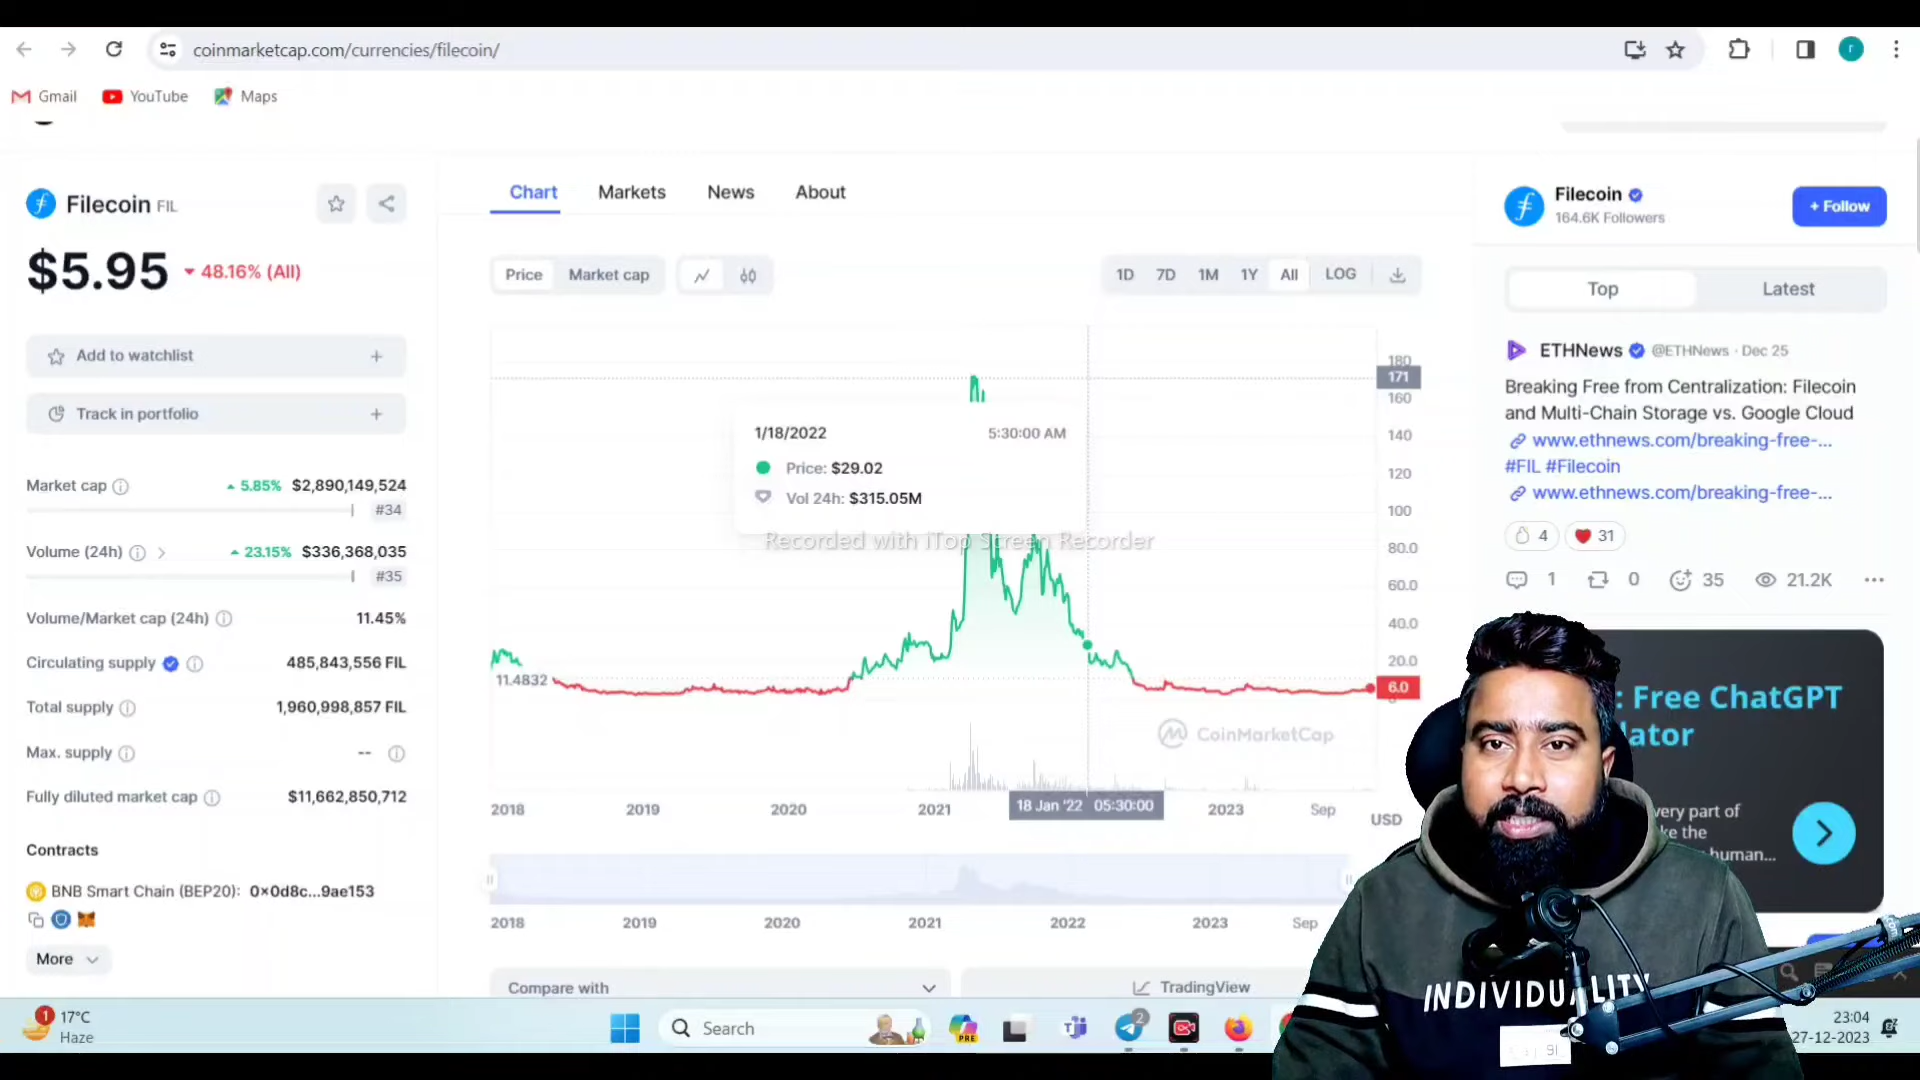 coinmarketcap.com/currencies/filecoin/
r
Gmail
YouTube
Maps
Filecoin FIL
$5.95 48.16% (All)
Add to watchlist +
Track in portfolio +
Market cap 5.85% $2,890,149,524
#34
Volume (24h) 23.15% $336,368,035
#35
Volume/Market cap (24h) 11.45%
Circulating supply 485,843,556 FIL
Total supply 1,960,998,857 FIL
Max. supply --
Fully diluted market cap $11,662,850,712
Contracts
BNB Smart Chain (BEP20): 0x0d8c...9ae153
More
Chart Markets News About
Price Market cap
1D 7D 1M 1Y All LOG
180
171
160
140
120
100
80.0
60.0
40.0
20.0
6.0
11.4832
1/18/2022 5:30:00 AM
Price: $29.02
Vol 24h: $315.05M
Recorded with iTop Screen Recorder
CoinMarketCap
2018 2019 2020 2021 18 Jan '22 05:30:00 2023 Sep
USD
2018 2019 2020 2021 2022 2023 Sep
Compare with
TradingView
Filecoin
164.6K Followers
+ Follow
Top Latest
ETHNews @ETHNews · Dec 25
Breaking Free from Centralization: Filecoin
and Multi-Chain Storage vs. Google Cloud
www.ethnews.com/breaking-free-...
#FIL #Filecoin
www.ethnews.com/breaking-free-...
4 31
1 0 35 21.2K ...
: Free ChatGPT
very part of
human...
INDIVIDUALITY
1
17°C
Haze
Search
PRE
2
23:04
27-12-2023